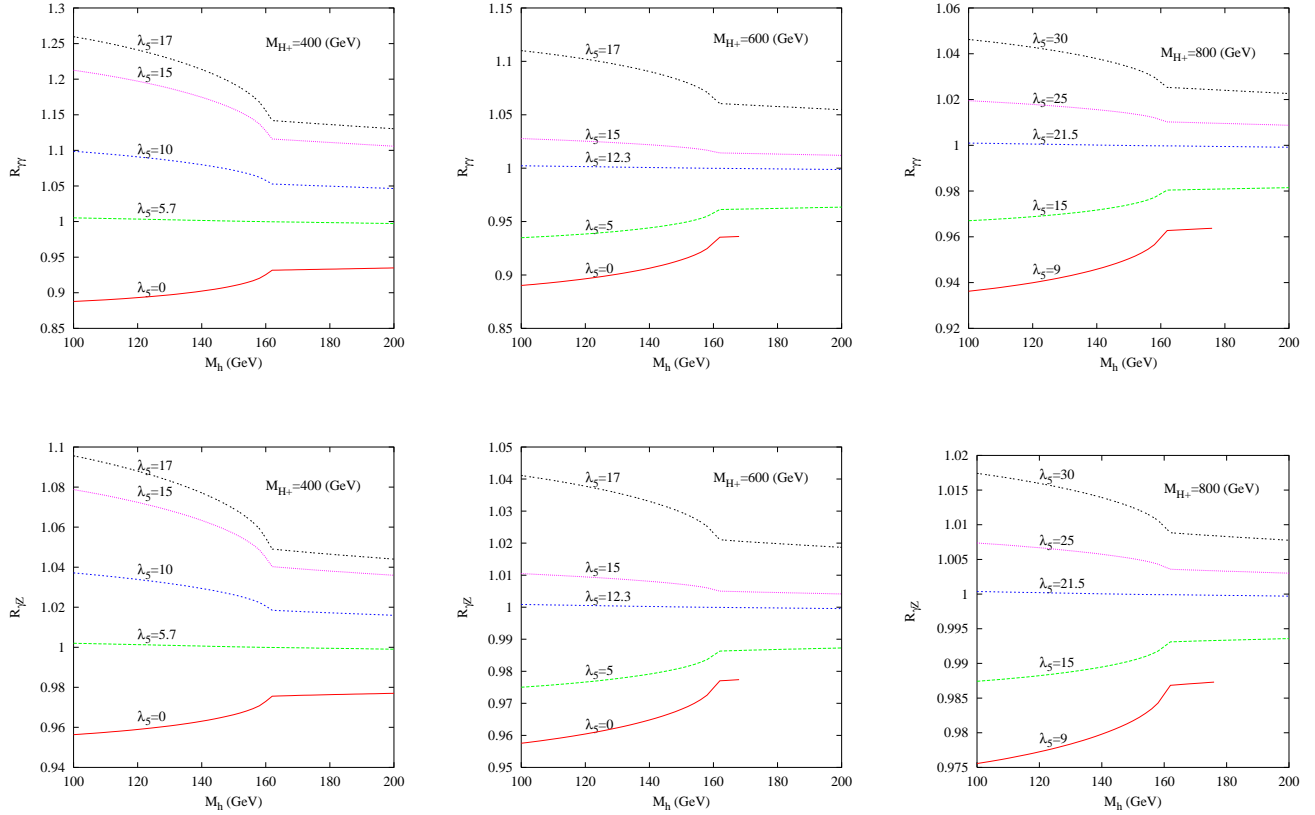 1.3
1.25
1.2
1.15
1.1
1.05
1
0.95
0.9
0.85
R_γγ
λ₅=17
λ₅=15
λ₅=10
λ₅=5.7
λ₅=0
M_H+=400 (GeV)
100 120 140 160 180 200
M_h (GeV)
1.15
1.1
1.05
1
0.95
0.9
0.85
R_γγ
λ₅=17
λ₅=15
λ₅=12.3
λ₅=5
λ₅=0
M_H+=600 (GeV)
100 120 140 160 180 200
M_h (GeV)
1.06
1.04
1.02
1
0.98
0.96
0.94
0.92
R_γγ
λ₅=30
λ₅=25
λ₅=21.5
λ₅=15
λ₅=9
M_H+=800 (GeV)
100 120 140 160 180 200
M_h (GeV)
1.1
1.08
1.06
1.04
1.02
1
0.98
0.96
0.94
R_γZ
λ₅=17
λ₅=15
λ₅=10
λ₅=5.7
λ₅=0
M_H+=400 (GeV)
100 120 140 160 180 200
M_h (GeV)
1.05
1.04
1.03
1.02
1.01
1
0.99
0.98
0.97
0.96
0.95
R_γZ
λ₅=17
λ₅=15
λ₅=12.3
λ₅=5
λ₅=0
M_H+=600 (GeV)
100 120 140 160 180 200
M_h (GeV)
1.02
1.015
1.01
1.005
1
0.995
0.99
0.985
0.98
0.975
R_γZ
λ₅=30
λ₅=25
λ₅=21.5
λ₅=15
λ₅=9
M_H+=800 (GeV)
100 120 140 160 180 200
M_h (GeV)